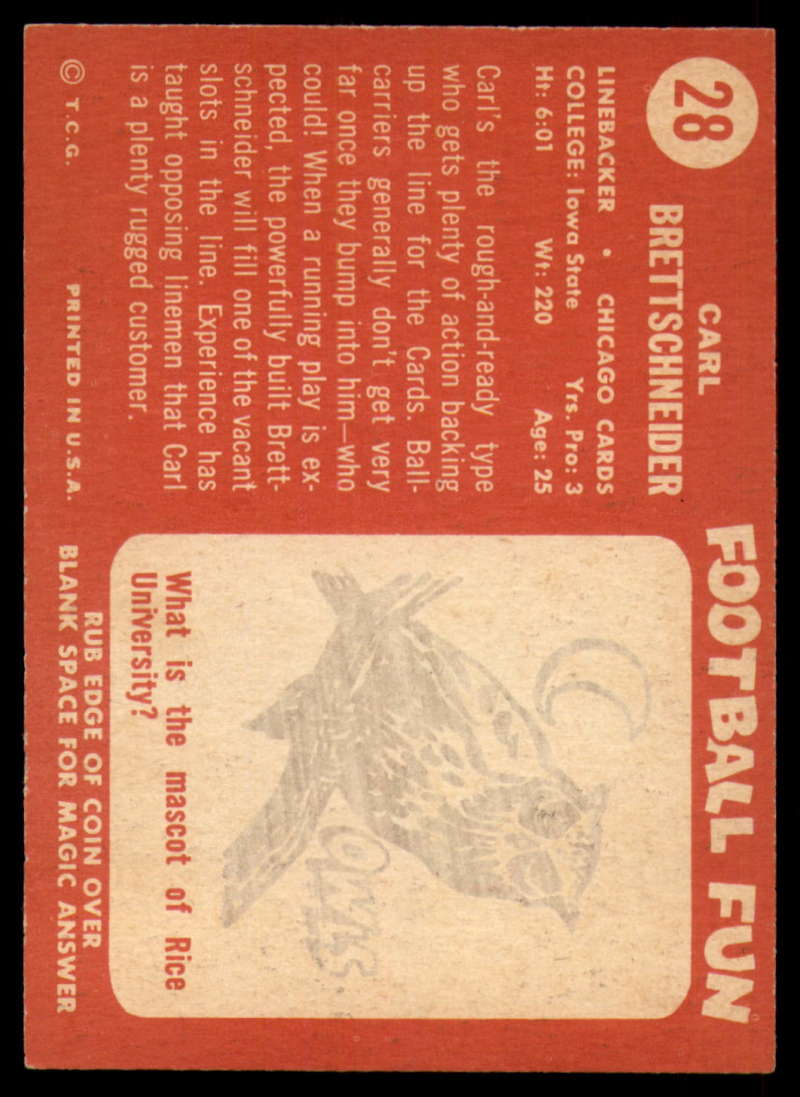 28
CARL
BRETTSCHNEIDER
LINEBACKER • CHICAGO CARDS
COLLEGE: Iowa State Yrs. Pro: 3
Ht: 6:01 Wt: 220 Age: 25
Carl's the rough-and-ready type
who gets plenty of action backing
up the line for the Cards. Ball-
carriers generally don't get very
far once they bump into him—who
could! When a running play is ex-
pected, the powerfully built Brett-
schneider will fill one of the vacant
slots in the line. Experience has
taught opposing linemen that Carl
is a plenty rugged customer.
© T.C.G. PRINTED IN U.S.A.
FOOTBALL FUN
OWLS.
What is the mascot of Rice
University?
RUB EDGE OF COIN OVER
BLANK SPACE FOR MAGIC ANSWER